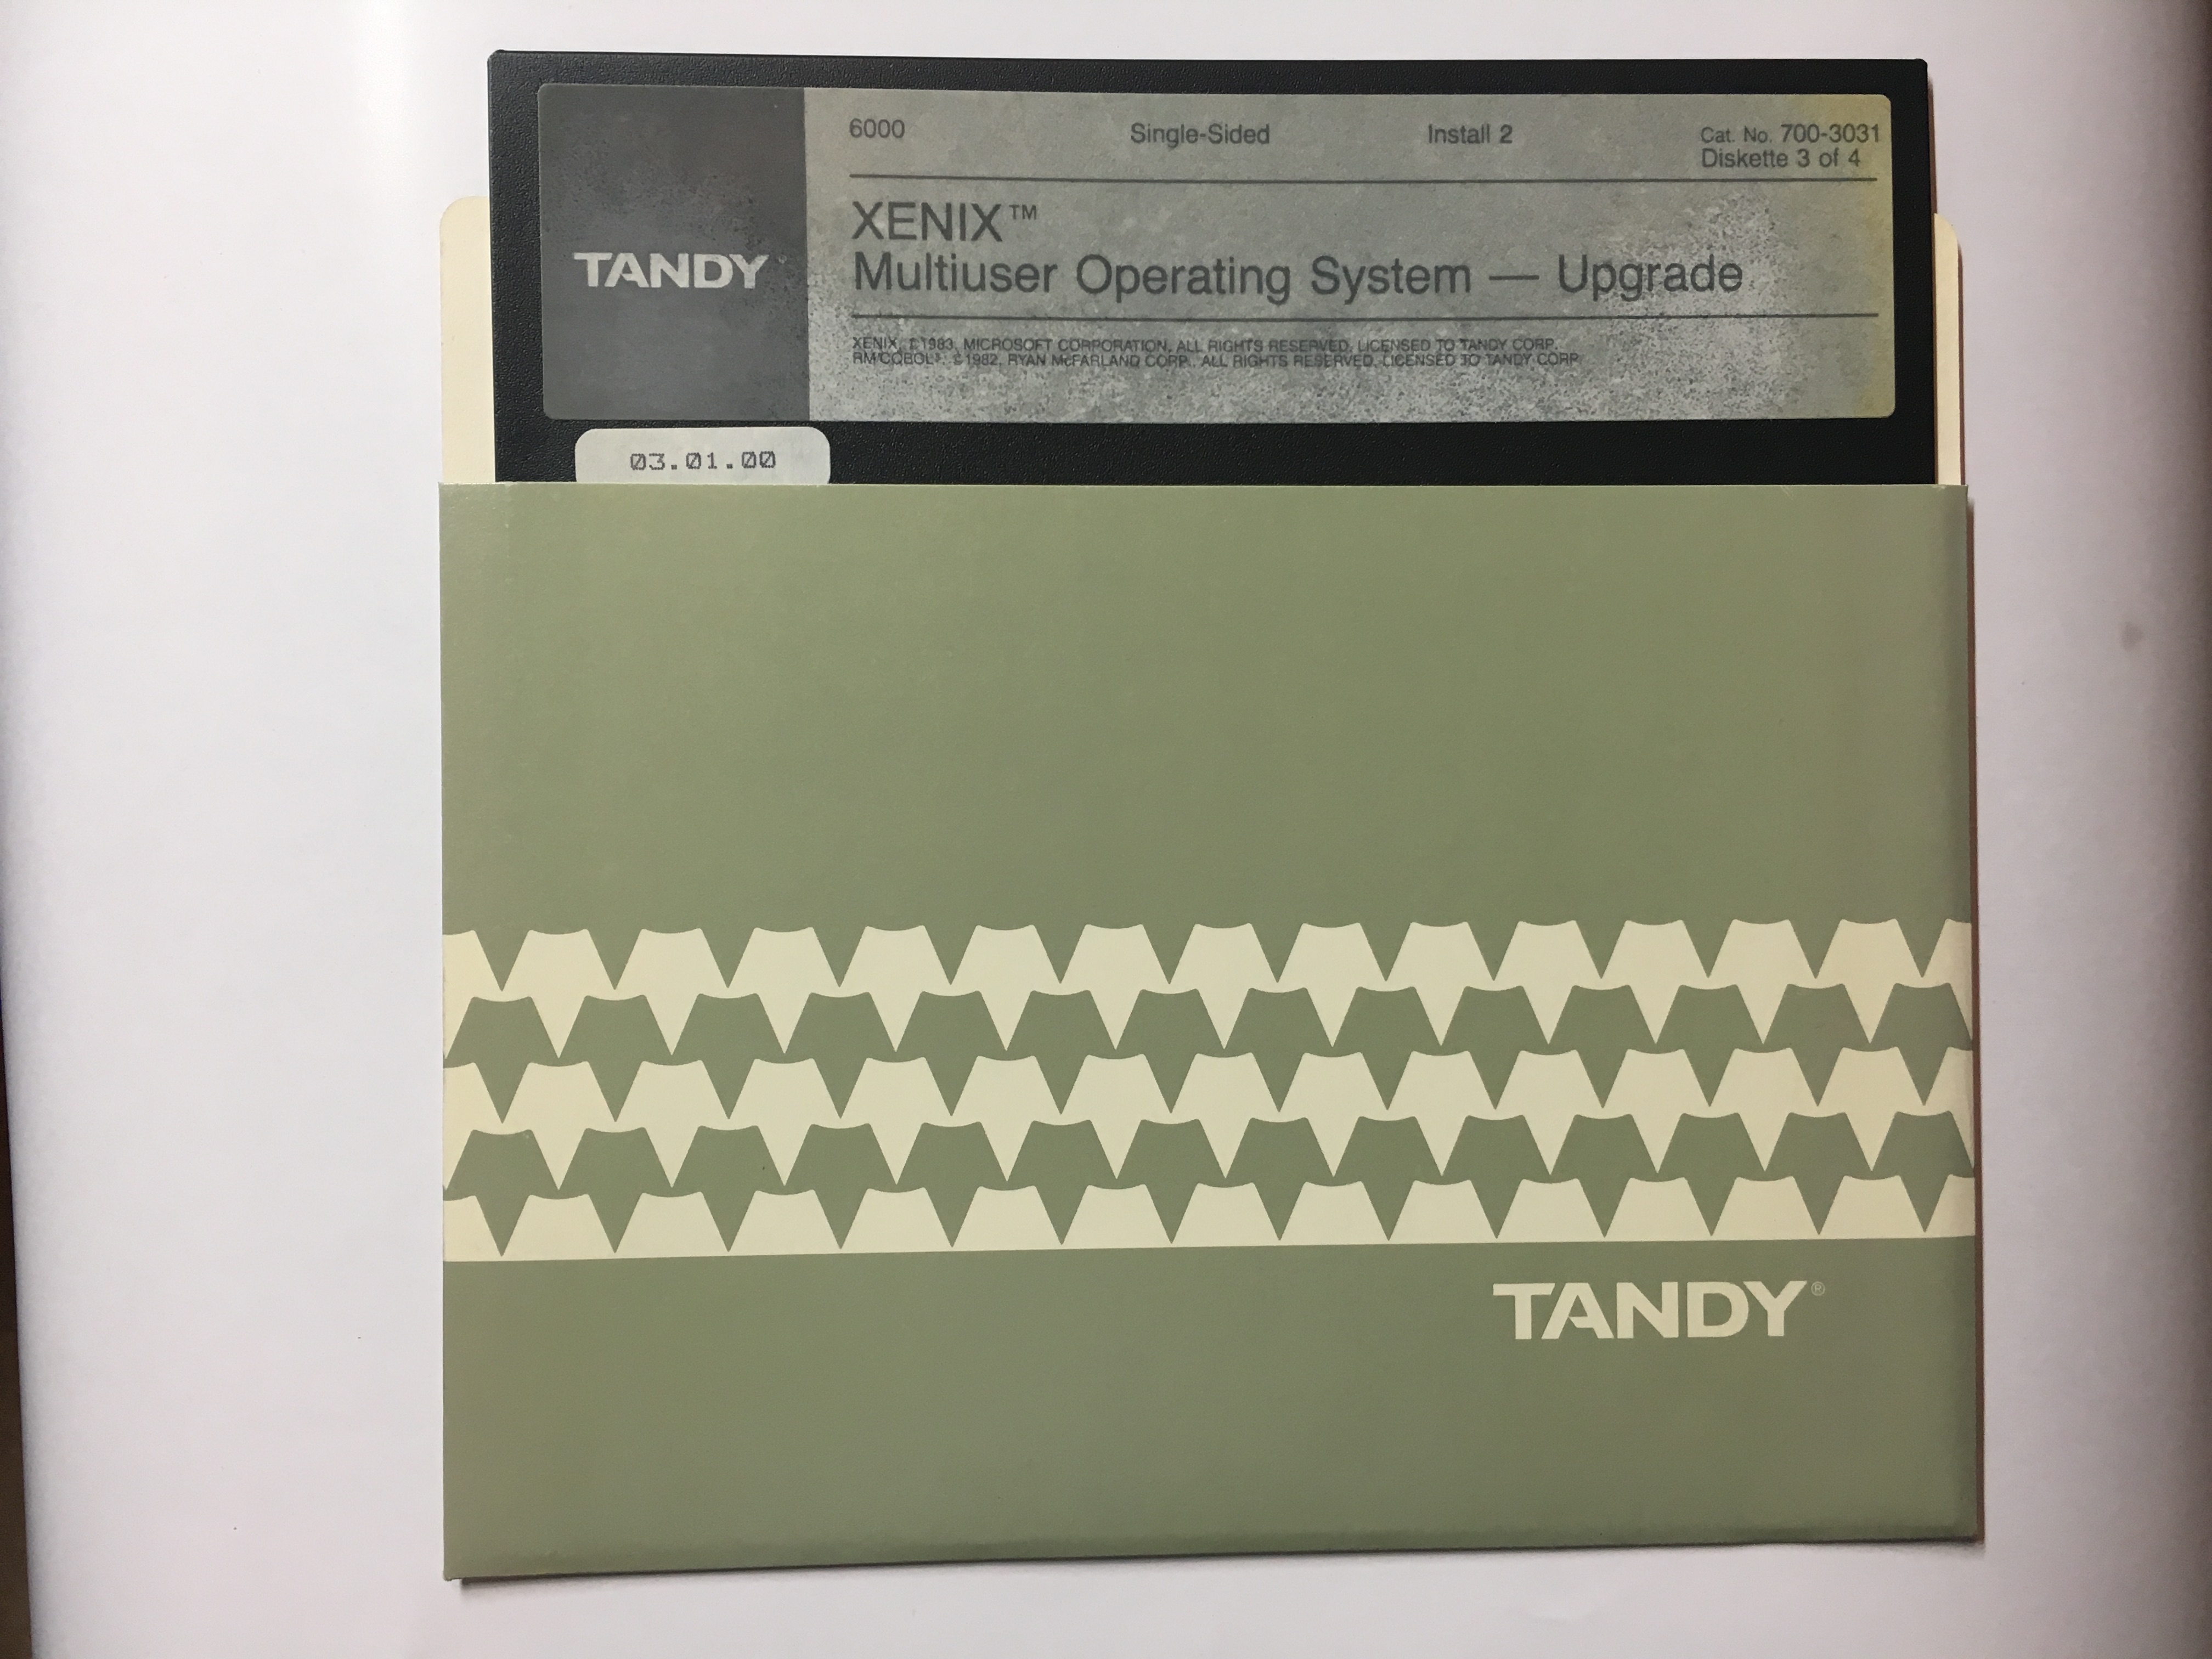 6000 Single-Sided Install 2 Cat. No. 700-3031
Diskette 3 of 4
TANDY
XENIX™
Multiuser Operating System — Upgrade
XENIX, ©1983, MICROSOFT CORPORATION, ALL RIGHTS RESERVED, LICENSED TO TANDY CORP.
RM/COBOL®, ©1982, RYAN McFARLAND CORP., ALL RIGHTS RESERVED, LICENSED TO TANDY CORP.
03.01.00
TANDY®